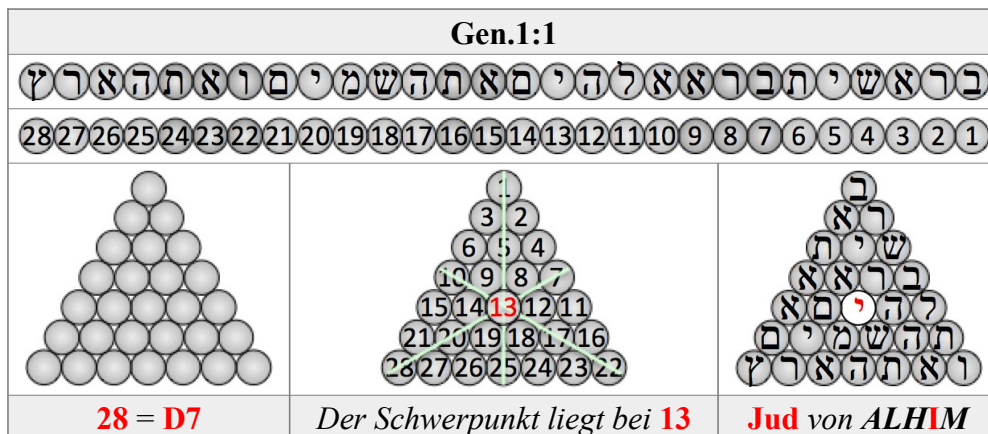 Gen.1:1
בראשיתבראאלהיםאתהשמיםואתהארץ
28 27 26 25 24 23 22 21 20 19 18 17 16 15 14 13 12 11 10 9 8 7 6 5 4 3 2 1
1
3 2
6 5 4
10 9 8 7
15 14 13 12 11
21 20 19 18 17 16
28 27 26 25 24 23 22
ב
רא
שית
בראא
להים‌א
תהשמים
ואתהארץ
28 = D7
Der Schwerpunkt liegt bei 13
Jud von ALHIM